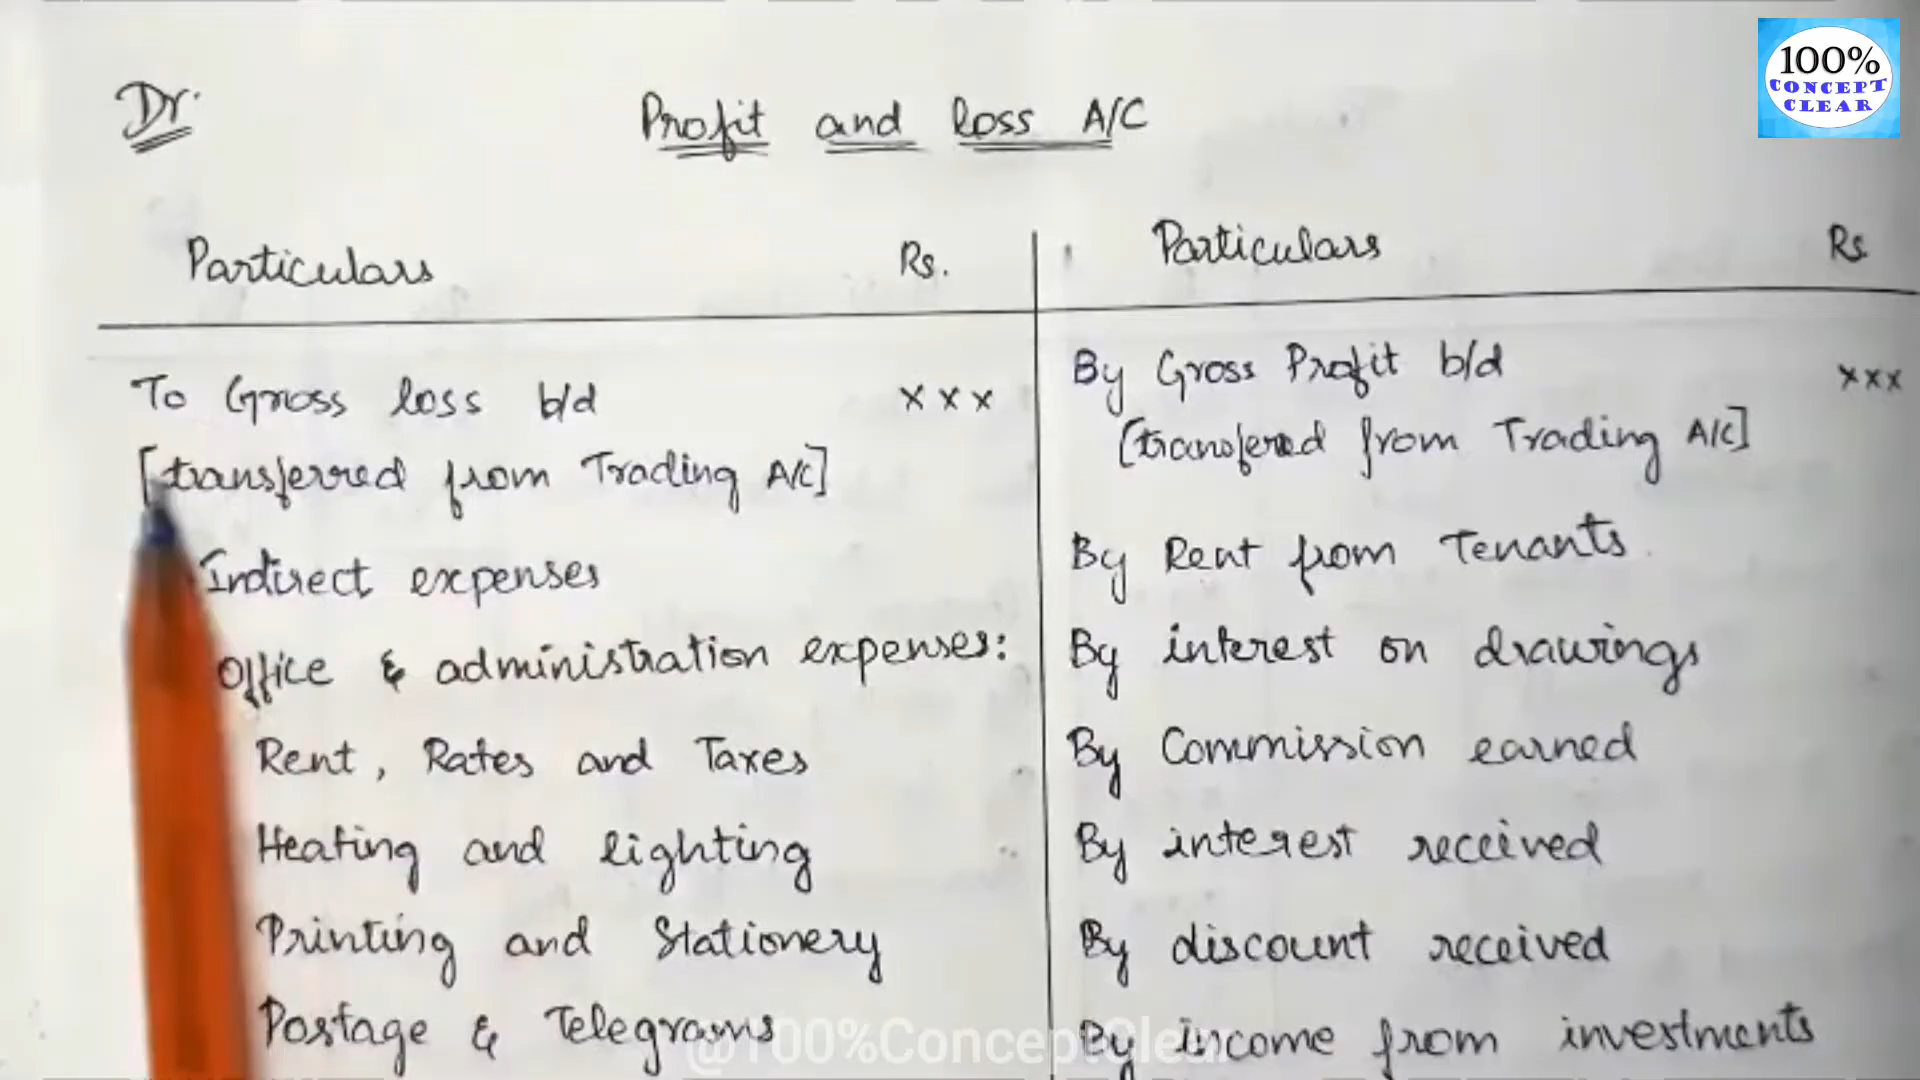 100%
CONCEPT
CLEAR
Dr.
Profit and loss A/C
Particulars Rs.
To Gross loss b/d xxx
[transferred from Trading A/C]
Indirect expenses
Office & administration expenses:
Rent, Rates and Taxes
Heating and lighting
Printing and Stationery
Postage & Telegrams
Particulars Rs
By Gross Profit b/d xxx
[transfered from Trading A/C]
By Rent from Tenants
By interest on drawings
By Commission earned
By interest received
By discount received
By income from investments
@100%ConceptClear